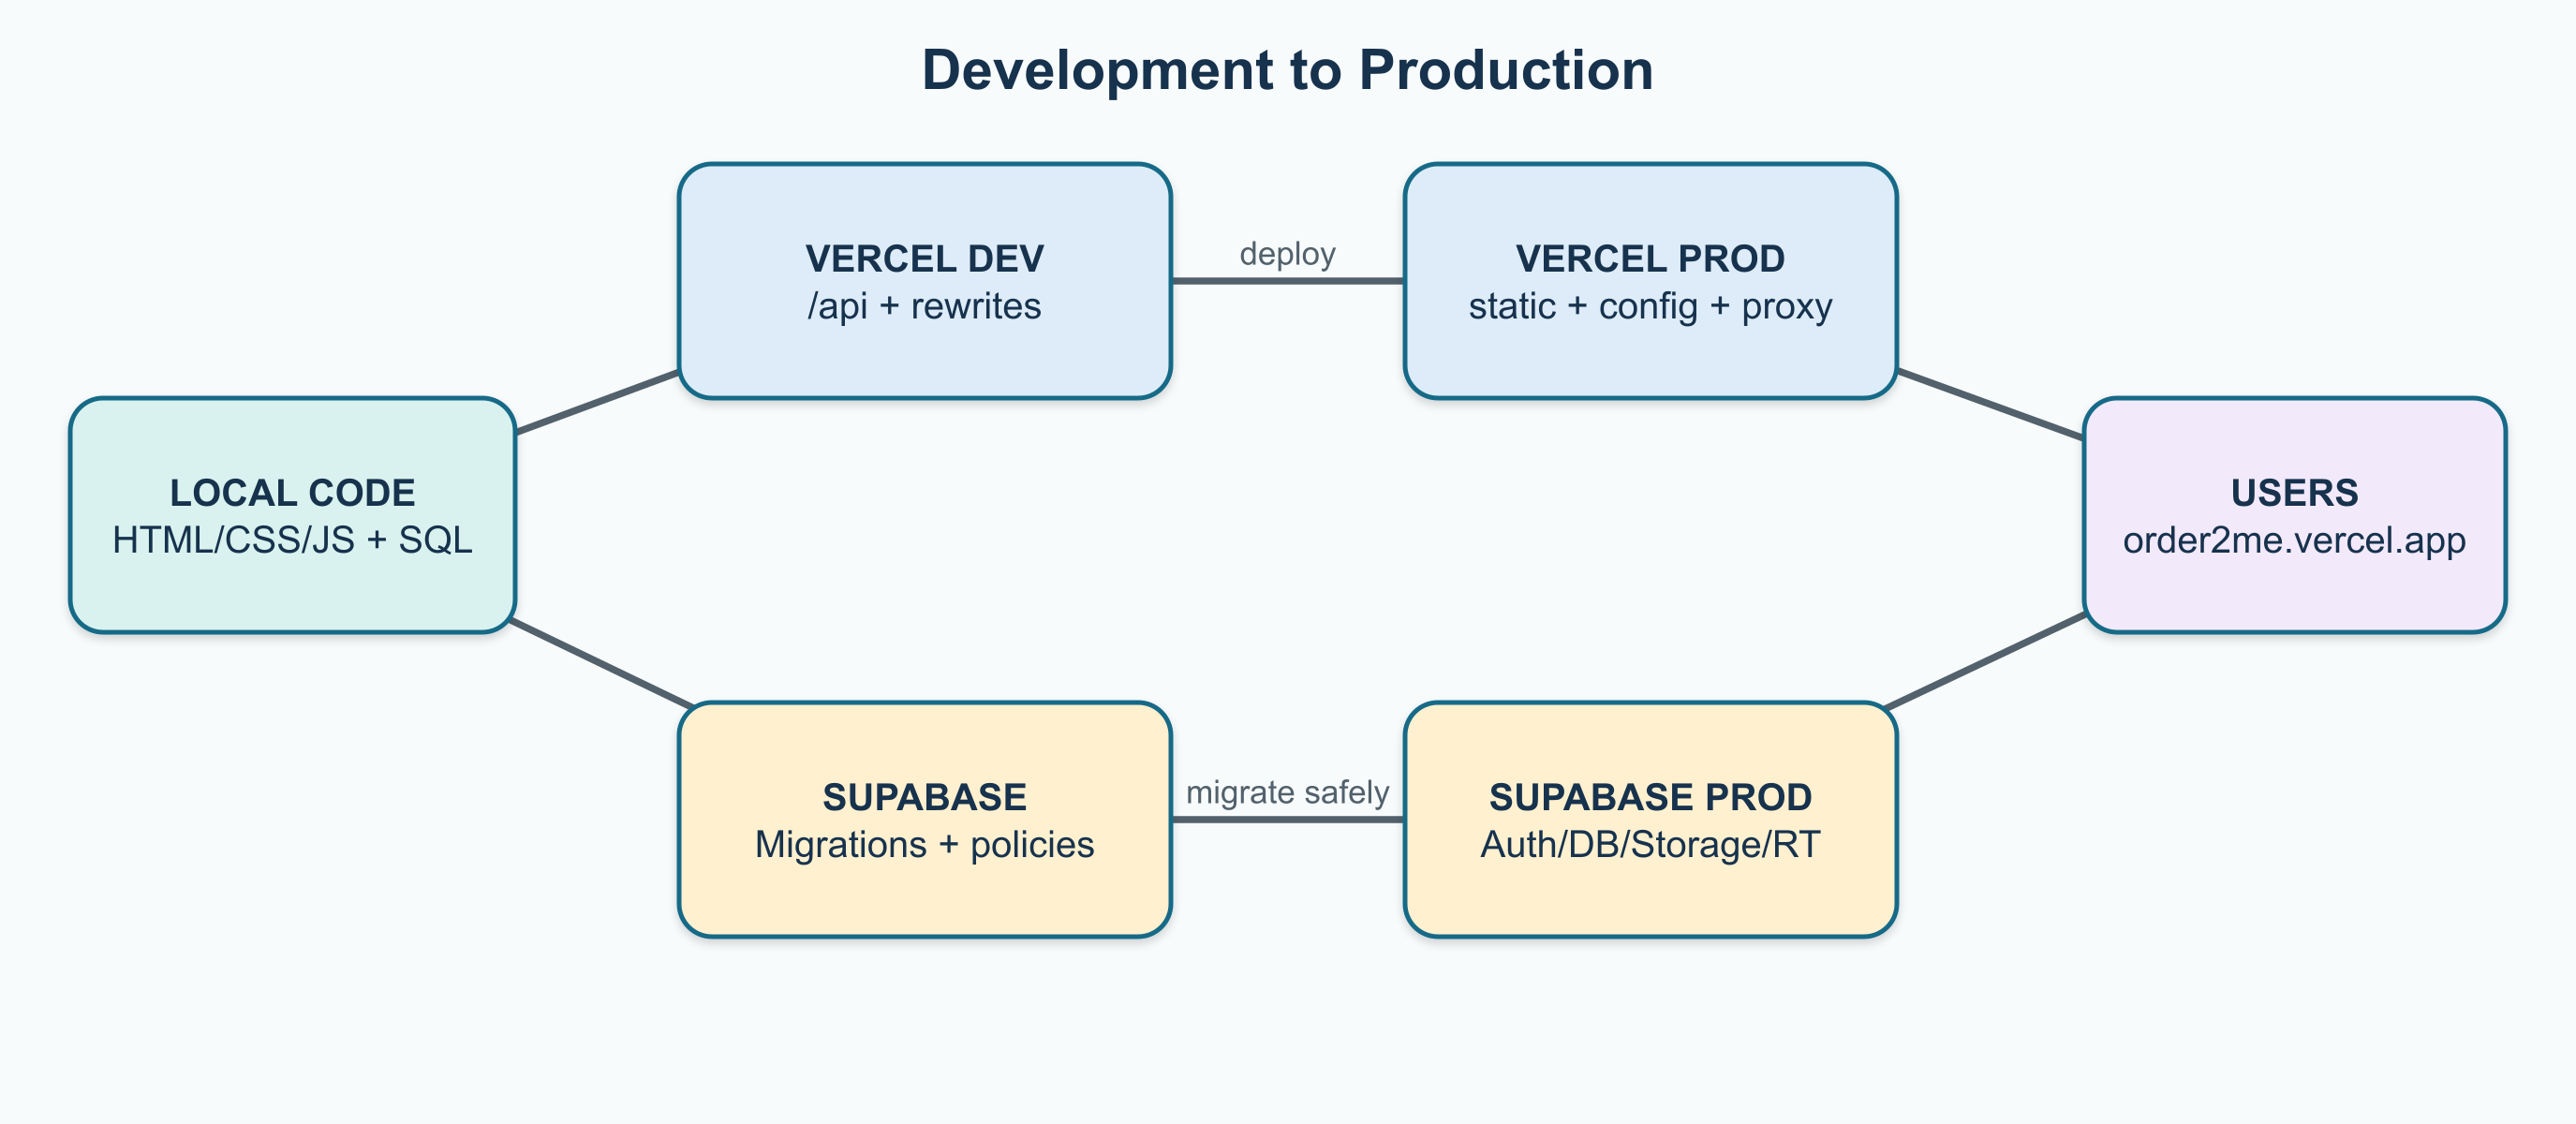 Development to Production
VERCEL DEV
/api + rewrites
deploy
VERCEL PROD
static + config + proxy
LOCAL CODE
HTML/CSS/JS + SQL
USERS
order2me.vercel.app
SUPABASE
Migrations + policies
migrate safely
SUPABASE PROD
Auth/DB/Storage/RT